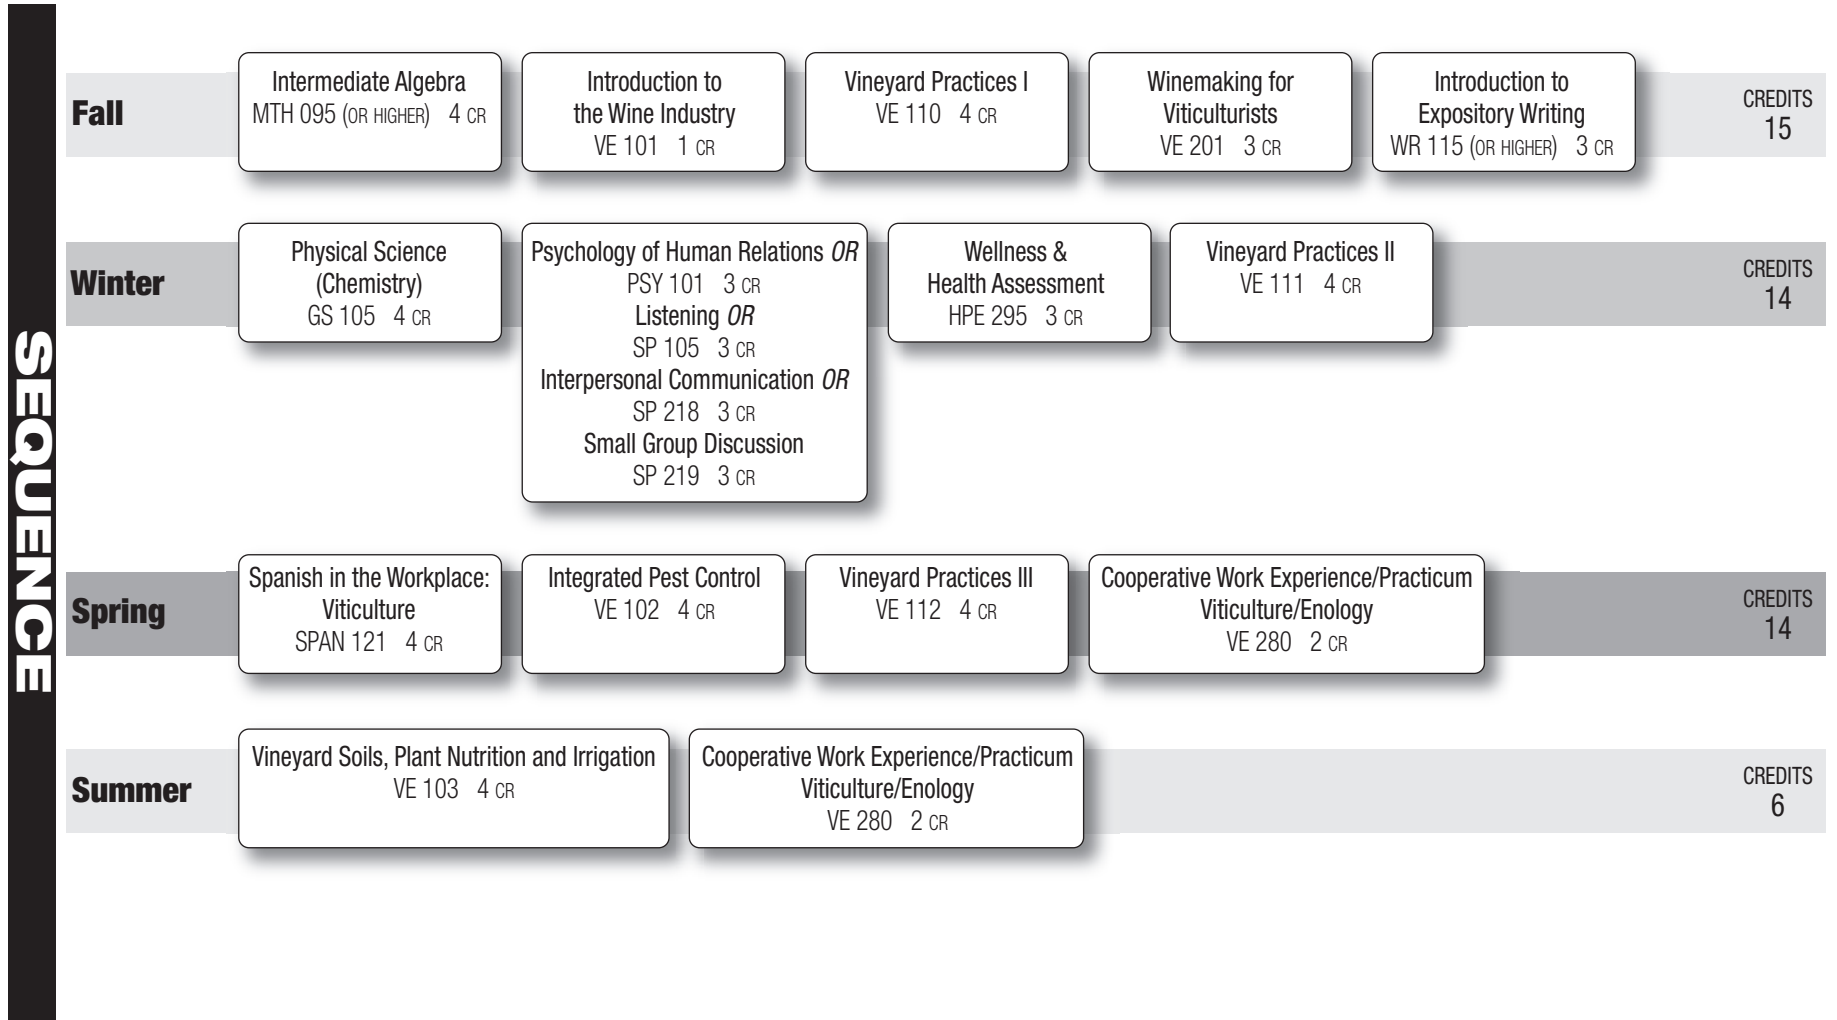 SEQUENCE
Fall
Intermediate Algebra
MTH 095 (OR HIGHER) 4 CR
Introduction to
the Wine Industry
VE 101 1 CR
Vineyard Practices I
VE 110 4 CR
Winemaking for
Viticulturists
VE 201 3 CR
Introduction to
Expository Writing
WR 115 (OR HIGHER) 3 CR
CREDITS
15
Winter
Physical Science
(Chemistry)
GS 105 4 CR
Psychology of Human Relations OR
PSY 101 3 CR
Listening OR
SP 105 3 CR
Interpersonal Communication OR
SP 218 3 CR
Small Group Discussion
SP 219 3 CR
Wellness &
Health Assessment
HPE 295 3 CR
Vineyard Practices II
VE 111 4 CR
CREDITS
14
Spring
Spanish in the Workplace:
Viticulture
SPAN 121 4 CR
Integrated Pest Control
VE 102 4 CR
Vineyard Practices III
VE 112 4 CR
Cooperative Work Experience/Practicum
Viticulture/Enology
VE 280 2 CR
CREDITS
14
Summer
Vineyard Soils, Plant Nutrition and Irrigation
VE 103 4 CR
Cooperative Work Experience/Practicum
Viticulture/Enology
VE 280 2 CR
CREDITS
6